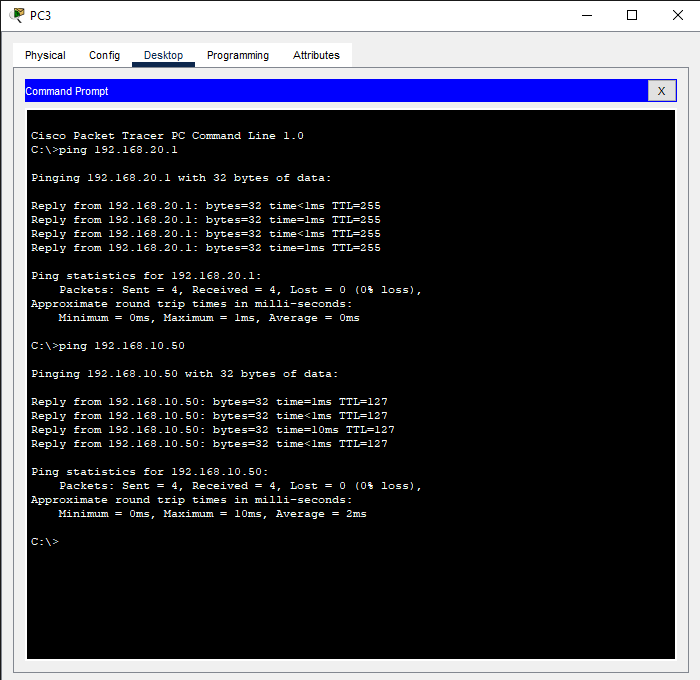 PC3
Physical Config Desktop Programming Attributes
Command Prompt
X
Cisco Packet Tracer PC Command Line 1.0
C:\>ping 192.168.20.1
Pinging 192.168.20.1 with 32 bytes of data:
Reply from 192.168.20.1: bytes=32 time<1ms TTL=255
Reply from 192.168.20.1: bytes=32 time=1ms TTL=255
Reply from 192.168.20.1: bytes=32 time<1ms TTL=255
Reply from 192.168.20.1: bytes=32 time=1ms TTL=255
Ping statistics for 192.168.20.1:
    Packets: Sent = 4, Received = 4, Lost = 0 (0% loss),
Approximate round trip times in milli-seconds:
    Minimum = 0ms, Maximum = 1ms, Average = 0ms
C:\>ping 192.168.10.50
Pinging 192.168.10.50 with 32 bytes of data:
Reply from 192.168.10.50: bytes=32 time=1ms TTL=127
Reply from 192.168.10.50: bytes=32 time<1ms TTL=127
Reply from 192.168.10.50: bytes=32 time=10ms TTL=127
Reply from 192.168.10.50: bytes=32 time<1ms TTL=127
Ping statistics for 192.168.10.50:
    Packets: Sent = 4, Received = 4, Lost = 0 (0% loss),
Approximate round trip times in milli-seconds:
    Minimum = 0ms, Maximum = 10ms, Average = 2ms
C:\>